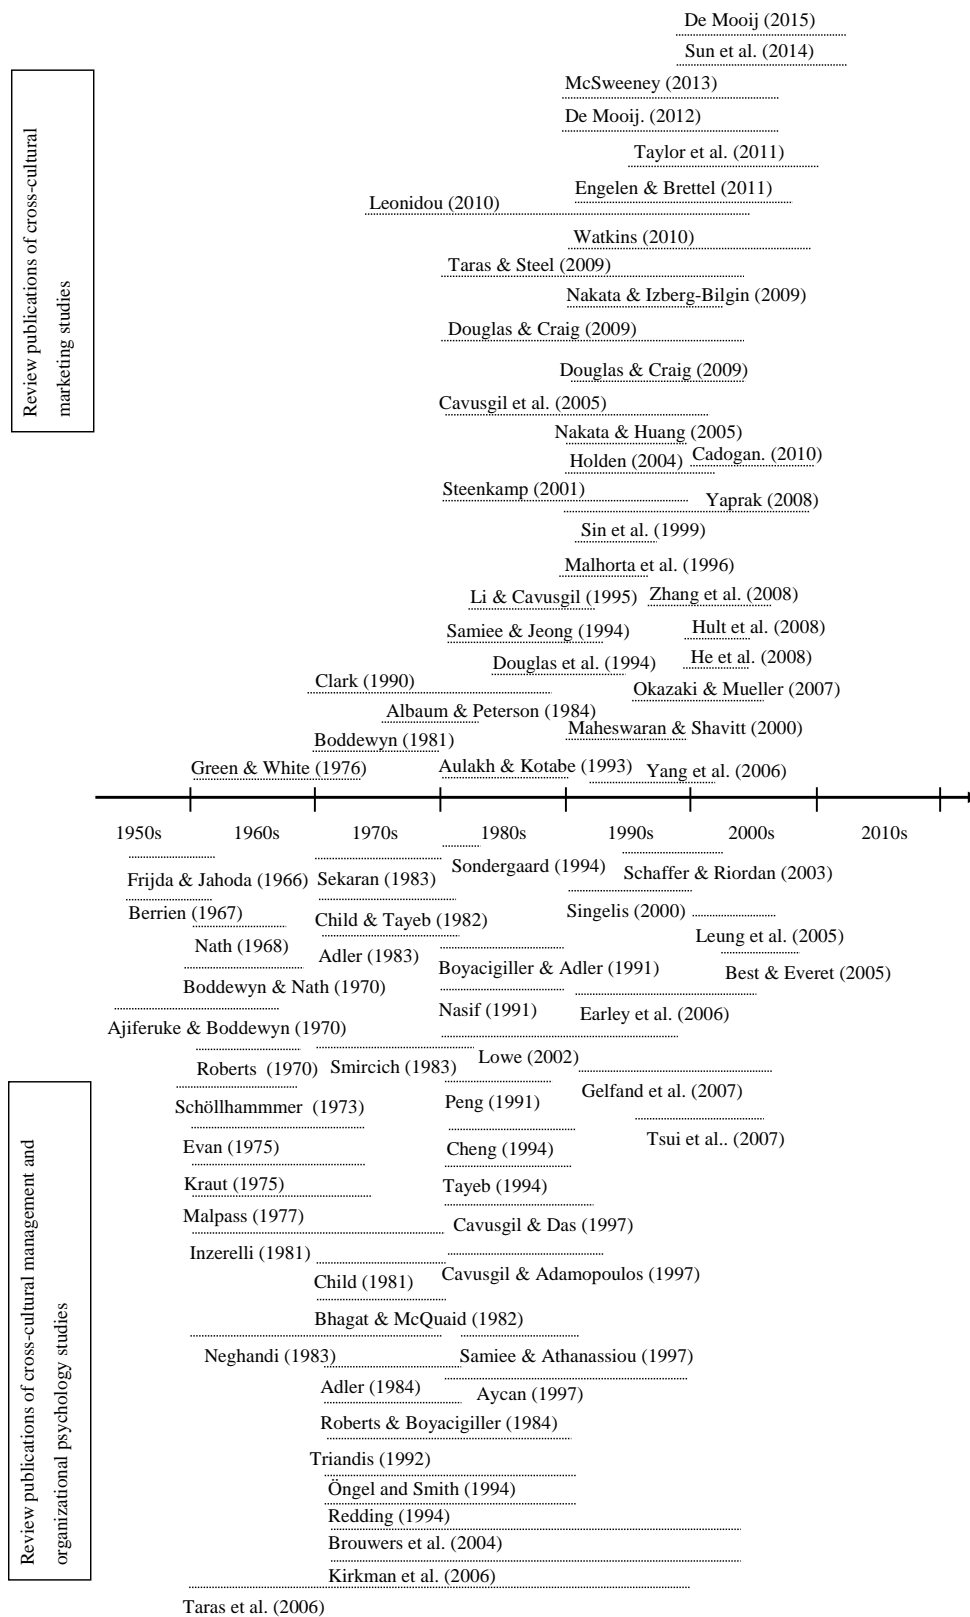 De Mooij (2015)
Sun et al. (2014)
McSweeney (2013)
De Mooij. (2012)
Taylor et al. (2011)
Engelen & Brettel (2011)
Leonidou (2010)
Watkins (2010)
Taras & Steel (2009)
Nakata & Izberg-Bilgin (2009)
Douglas & Craig (2009)
Douglas & Craig (2009)
Cavusgil et al. (2005)
Nakata & Huang (2005)
Cadogan. (2010)
Holden (2004)
Steenkamp (2001)
Yaprak (2008)
Sin et al. (1999)
Malhorta et al. (1996)
Li & Cavusgil (1995)
Zhang et al. (2008)
Samiee & Jeong (1994)
Hult et al. (2008)
Douglas et al. (1994)
He et al. (2008)
Clark (1990)
Okazaki & Mueller (2007)
Albaum & Peterson (1984)
Maheswaran & Shavitt (2000)
Boddewyn (1981)
Green & White (1976)
Aulakh & Kotabe (1993)
Yang et al. (2006)
Review publications of cross-cultural
marketing studies
1950s
1960s
1970s
1980s
1990s
2000s
2010s
Frijda & Jahoda (1966)
Sekaran (1983)
Sondergaard (1994)
Schaffer & Riordan (2003)
Berrien (1967)
Child & Tayeb (1982)
Singelis (2000)
Nath (1968)
Adler (1983)
Leung et al. (2005)
Boddewyn & Nath (1970)
Boyacigiller & Adler (1991)
Best & Everet (2005)
Ajiferuke & Boddewyn (1970)
Nasif (1991)
Earley et al. (2006)
Roberts (1970)
Smircich (1983)
Lowe (2002)
Gelfand et al. (2007)
Schöllhammmer (1973)
Peng (1991)
Evan (1975)
Cheng (1994)
Tsui et al.. (2007)
Kraut (1975)
Tayeb (1994)
Malpass (1977)
Cavusgil & Das (1997)
Inzerelli (1981)
Child (1981)
Cavusgil & Adamopoulos (1997)
Bhagat & McQuaid (1982)
Neghandi (1983)
Samiee & Athanassiou (1997)
Adler (1984)
Aycan (1997)
Roberts & Boyacigiller (1984)
Triandis (1992)
Öngel and Smith (1994)
Redding (1994)
Brouwers et al. (2004)
Kirkman et al. (2006)
Taras et al. (2006)
Review publications of cross-cultural management and
organizational psychology studies